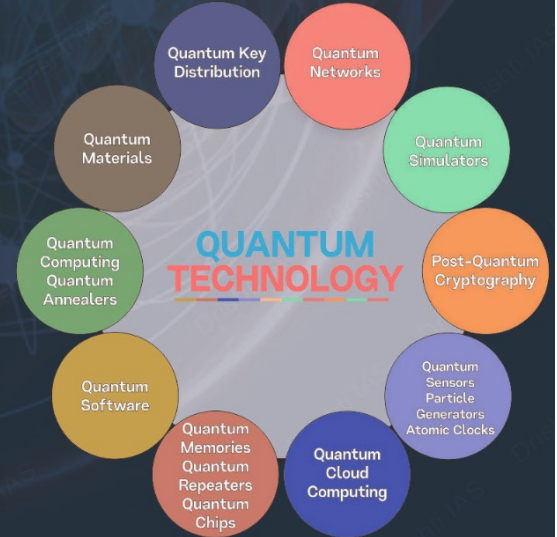 Quantum Key
Distribution
Quantum
Networks
Quantum
Simulators
Post-Quantum
Cryptography
Quantum
Sensors
Particle
Generators
Atomic Clocks
Quantum
Cloud
Computing
Quantum
Memories
Quantum
Repeaters
Quantum
Chips
Quantum
Software
Quantum
Computing
Quantum
Annealers
Quantum
Materials
QUANTUM
TECHNOLOGY